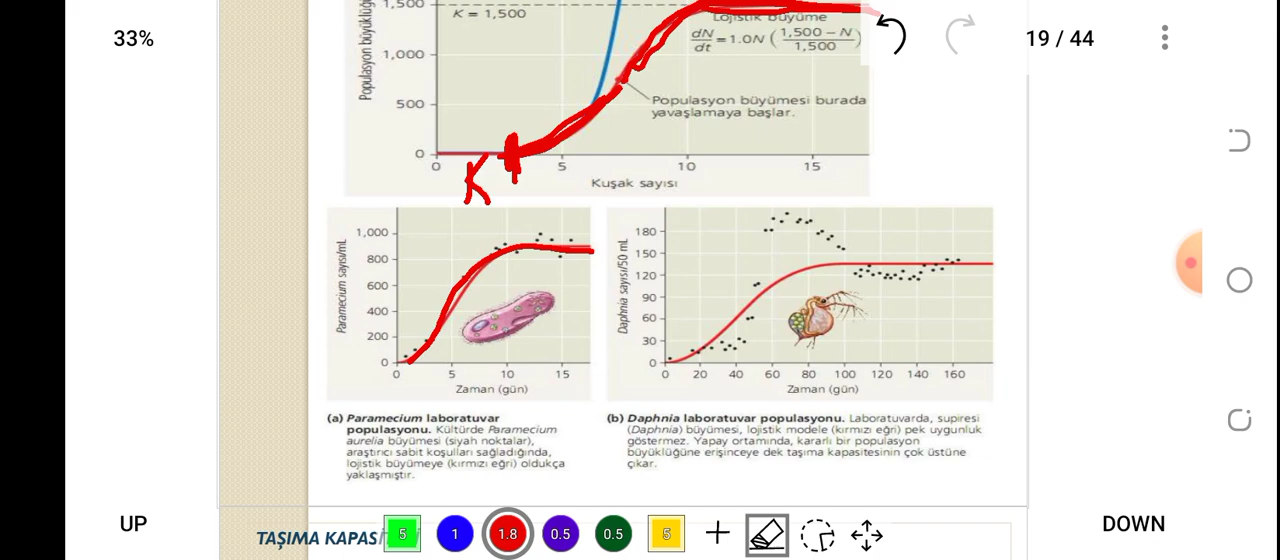 33%
19 / 44
1,500
K = 1,500
Lojistik büyüme
dN/dt = 1.0N ( 1,500 − N / 1,500 )
1,000
Populasyon büyüklüğü
500
Populasyon büyümesi burada
yavaşlamaya başlar.
0
0 5 10 15
K
Kuşak sayısı
1,000
800
600
400
200
0
Paramecium sayısı/mL
0 5 10 15
Zaman (gün)
180
150
120
90
60
30
0
Daphnia sayısı/50 mL
0 20 40 60 80 100 120 140 160
Zaman (gün)
(a) Paramecium laboratuvar
populasyonu. Kültürde Paramecium
aurelia büyümesi (siyah noktalar),
araştırıcı sabit koşulları sağladığında,
lojistik büyümeye (kırmızı eğri) oldukça
yaklaşmıştır.
(b) Daphnia laboratuvar populasyonu. Laboratuvarda, supiresi
(Daphnia) büyümesi, lojistik modele (kırmızı eğri) pek uygunluk
göstermez. Yapay ortamında, kararlı bir populasyon
büyüklüğüne erişinceye dek taşıma kapasitesinin çok üstüne
çıkar.
UP
TAŞIMA
5 1 1.8 0.5 0.5 5
DOWN